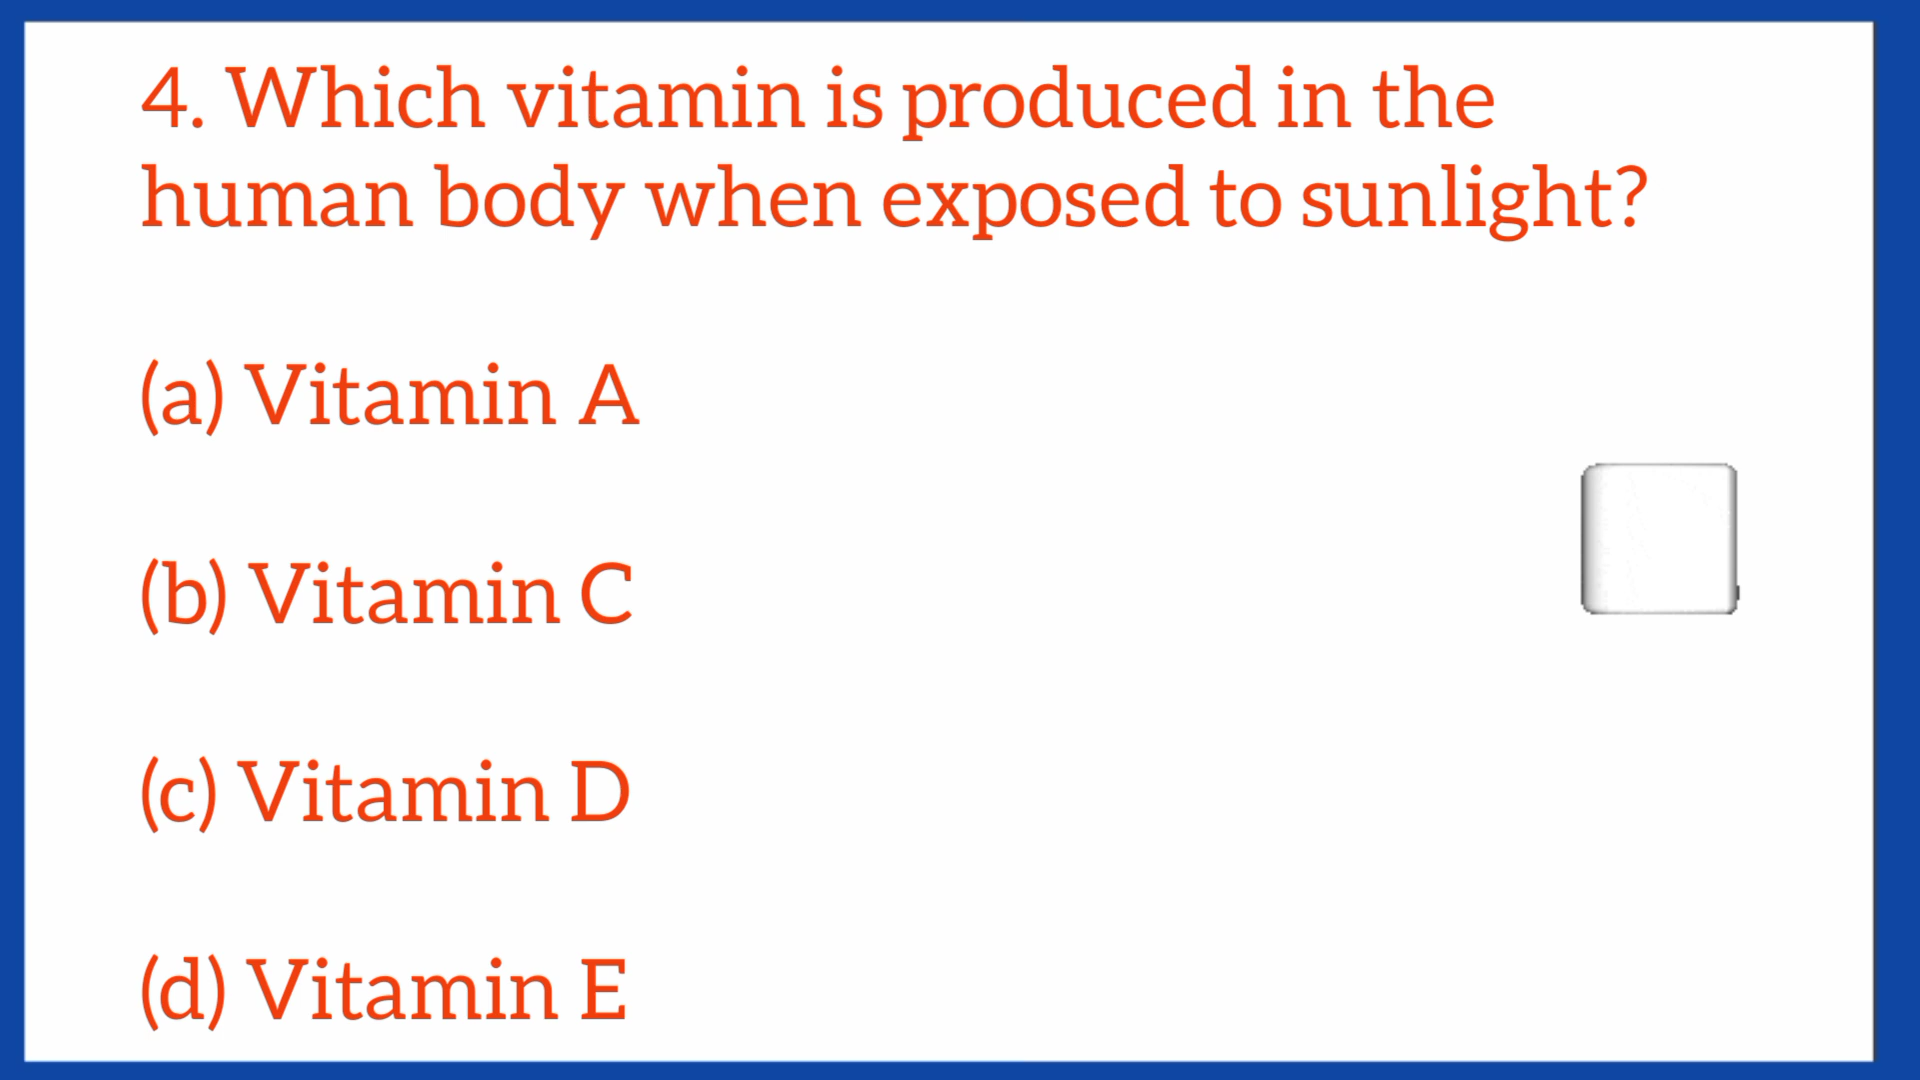 4. Which vitamin is produced in the
human body when exposed to sunlight?
(a) Vitamin A
(b) Vitamin C
(c) Vitamin D
(d) Vitamin E